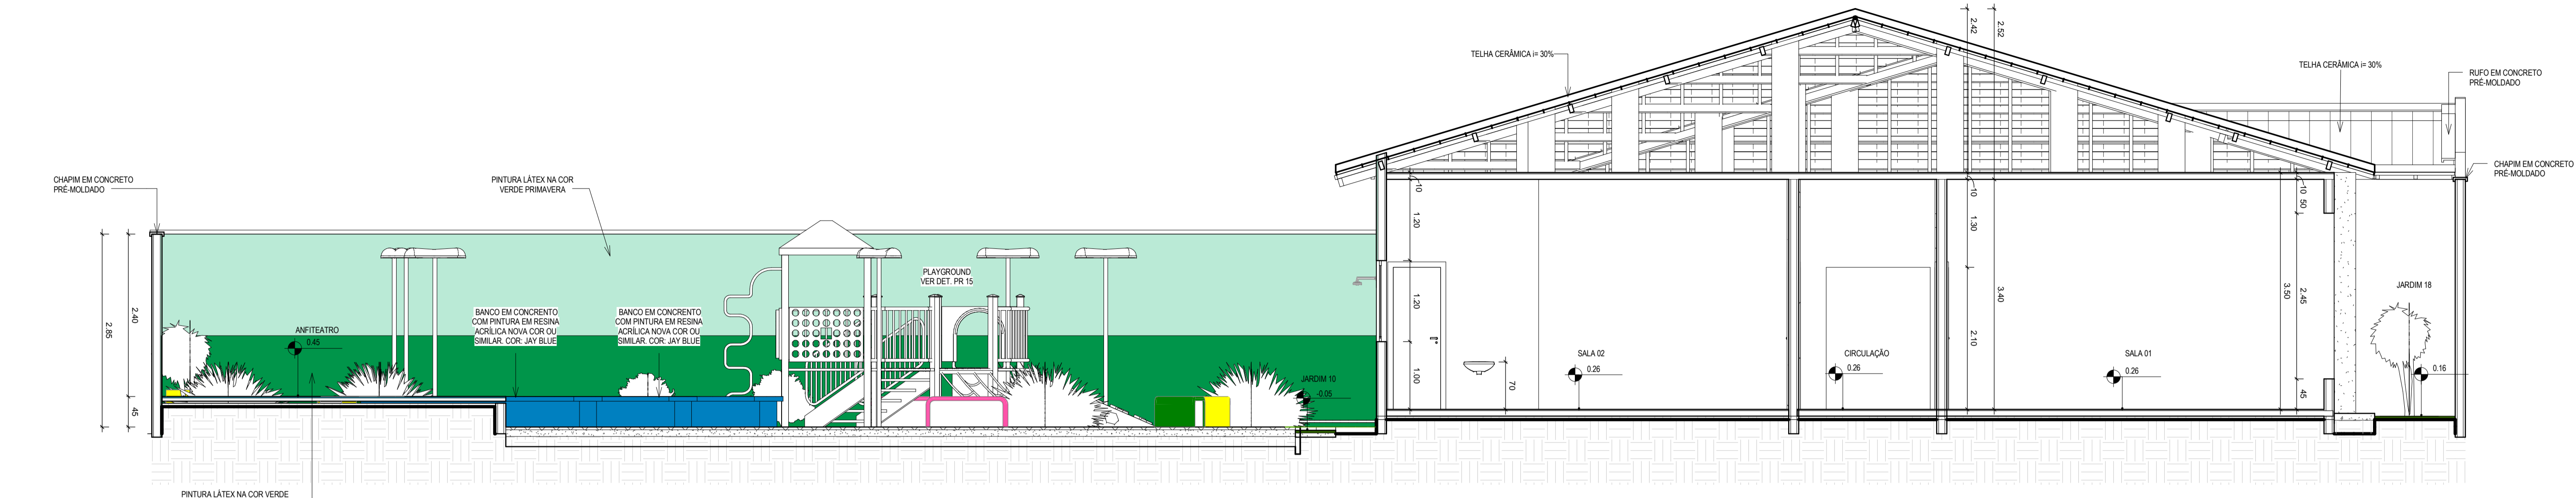 2.42
2.52
TELHA CERÂMICA i= 30%
TELHA CERÂMICA i= 30%
RUFO EM CONCRETO
PRÉ-MOLDADO
CHAPIM EM CONCRETO
PRÉ-MOLDADO
CHAPIM EM CONCRETO
PRÉ-MOLDADO
PINTURA LÁTEX NA COR
VERDE PRIMAVERA
PLAYGROUND
VER DET. PR 15
BANCO EM CONCRENTO
COM PINTURA EM RESINA
ACRÍLICA NOVA COR OU
SIMILAR. COR: JAY BLUE
BANCO EM CONCRENTO
COM PINTURA EM RESINA
ACRÍLICA NOVA COR OU
SIMILAR. COR: JAY BLUE
ANFITEATRO
0.45
2.85
2.40
45
JARDIM 10
-0.05
10
1.20
1.20
1.00
70
SALA 02
0.26
CIRCULAÇÃO
0.26
10
1.30
2.10
3.40
SALA 01
0.26
3.50
10
50
2.45
45
JARDIM 18
0.16
PINTURA LÁTEX NA COR VERDE